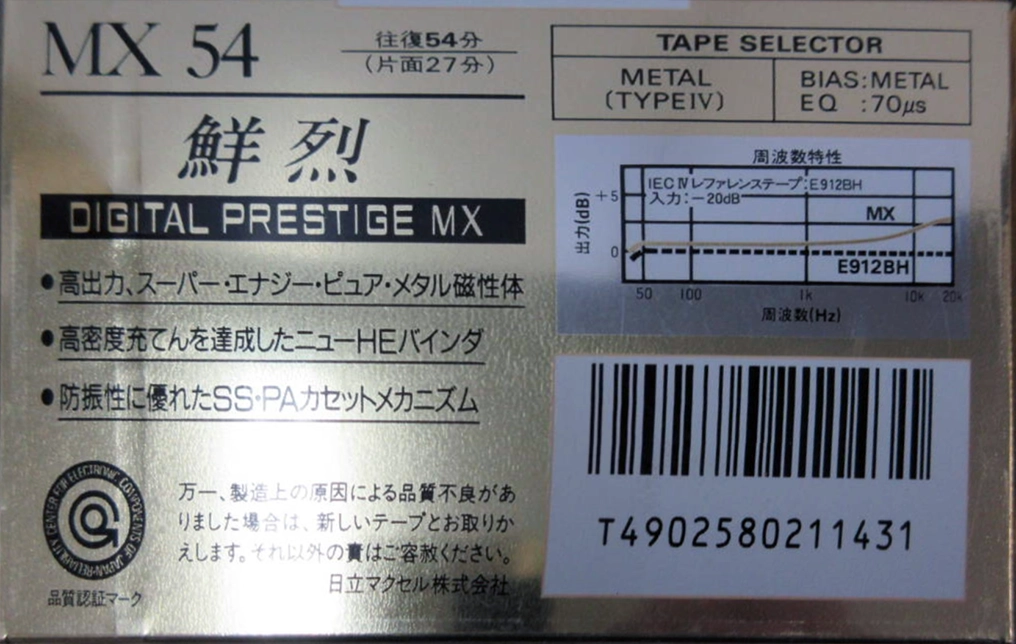 MX 54
往復54分
(片面27分)
鮮烈
DIGITAL PRESTIGE MX
●高出力、スーパー・エナジー・ピュア・メタル磁性体
●高密度充てんを達成したニューHEバインダ
●防振性に優れたSS・PAカセットメカニズム
RELIABILITY CENTER FOR ELECTRONIC COMPONENTS OF JAPAN
品質認証マーク
万一、製造上の原因による品質不良があ
りました場合は、新しいテープとお取りか
えします。それ以外の責はご容赦ください。
日立マクセル株式会社
TAPE SELECTOR
METAL
(TYPEⅣ)
BIAS:METAL
EQ :70μs
周波数特性
IEC Ⅳ レファレンステープ:E912BH
入力:－20dB
出力(dB)
+5
0
MX
E912BH
50 100 1k 10k 20k
周波数(Hz)
T4902580211431